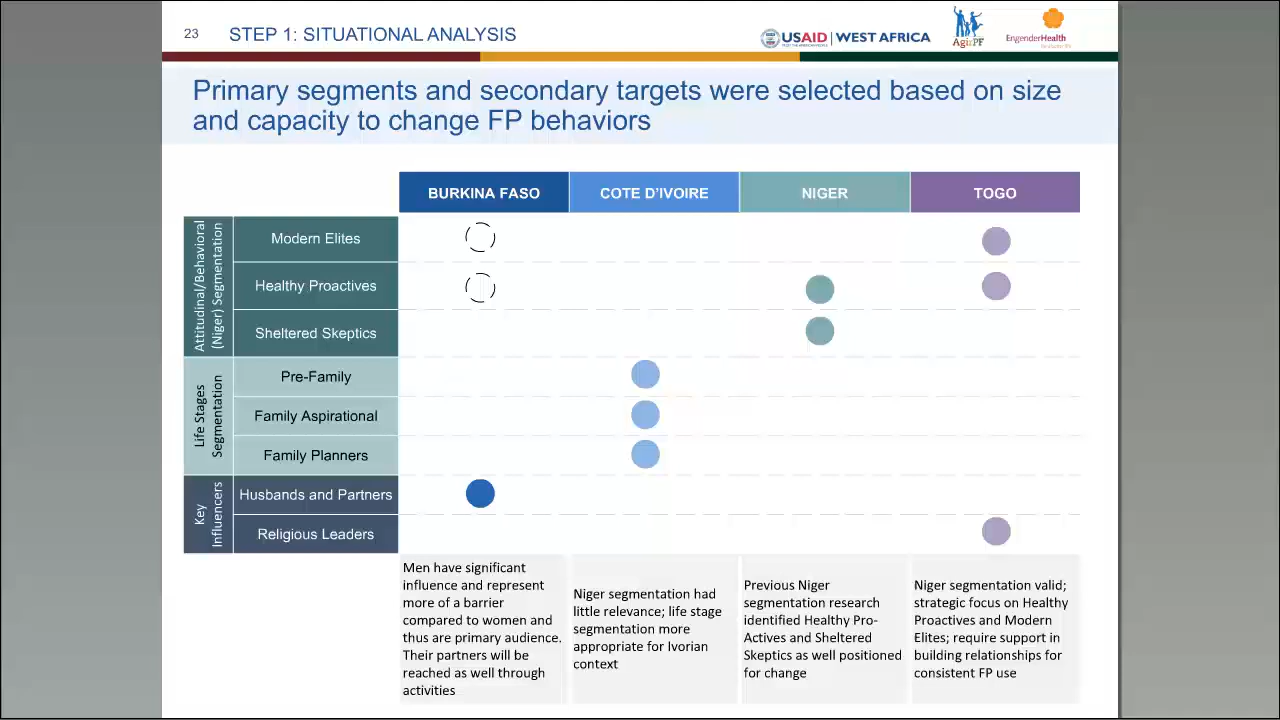 23
STEP 1: SITUATIONAL ANALYSIS
USAID | WEST AFRICA
AgirPF
EngenderHealth
Primary segments and secondary targets were selected based on size
and capacity to change FP behaviors
BURKINA FASO
COTE D'IVOIRE
NIGER
TOGO
Attitudinal/Behavioral
(Niger) Segmentation
Modern Elites
Healthy Proactives
Sheltered Skeptics
Life Stages
Segmentation
Pre-Family
Family Aspirational
Family Planners
Key
Influencers
Husbands and Partners
Religious Leaders
Men have significant
influence and represent
more of a barrier
compared to women and
thus are primary audience.
Their partners will be
reached as well through
activities
Niger segmentation had
little relevance; life stage
segmentation more
appropriate for Ivorian
context
Previous Niger
segmentation research
identified Healthy Pro-
Actives and Sheltered
Skeptics as well positioned
for change
Niger segmentation valid;
strategic focus on Healthy
Proactives and Modern
Elites; require support in
building relationships for
consistent FP use